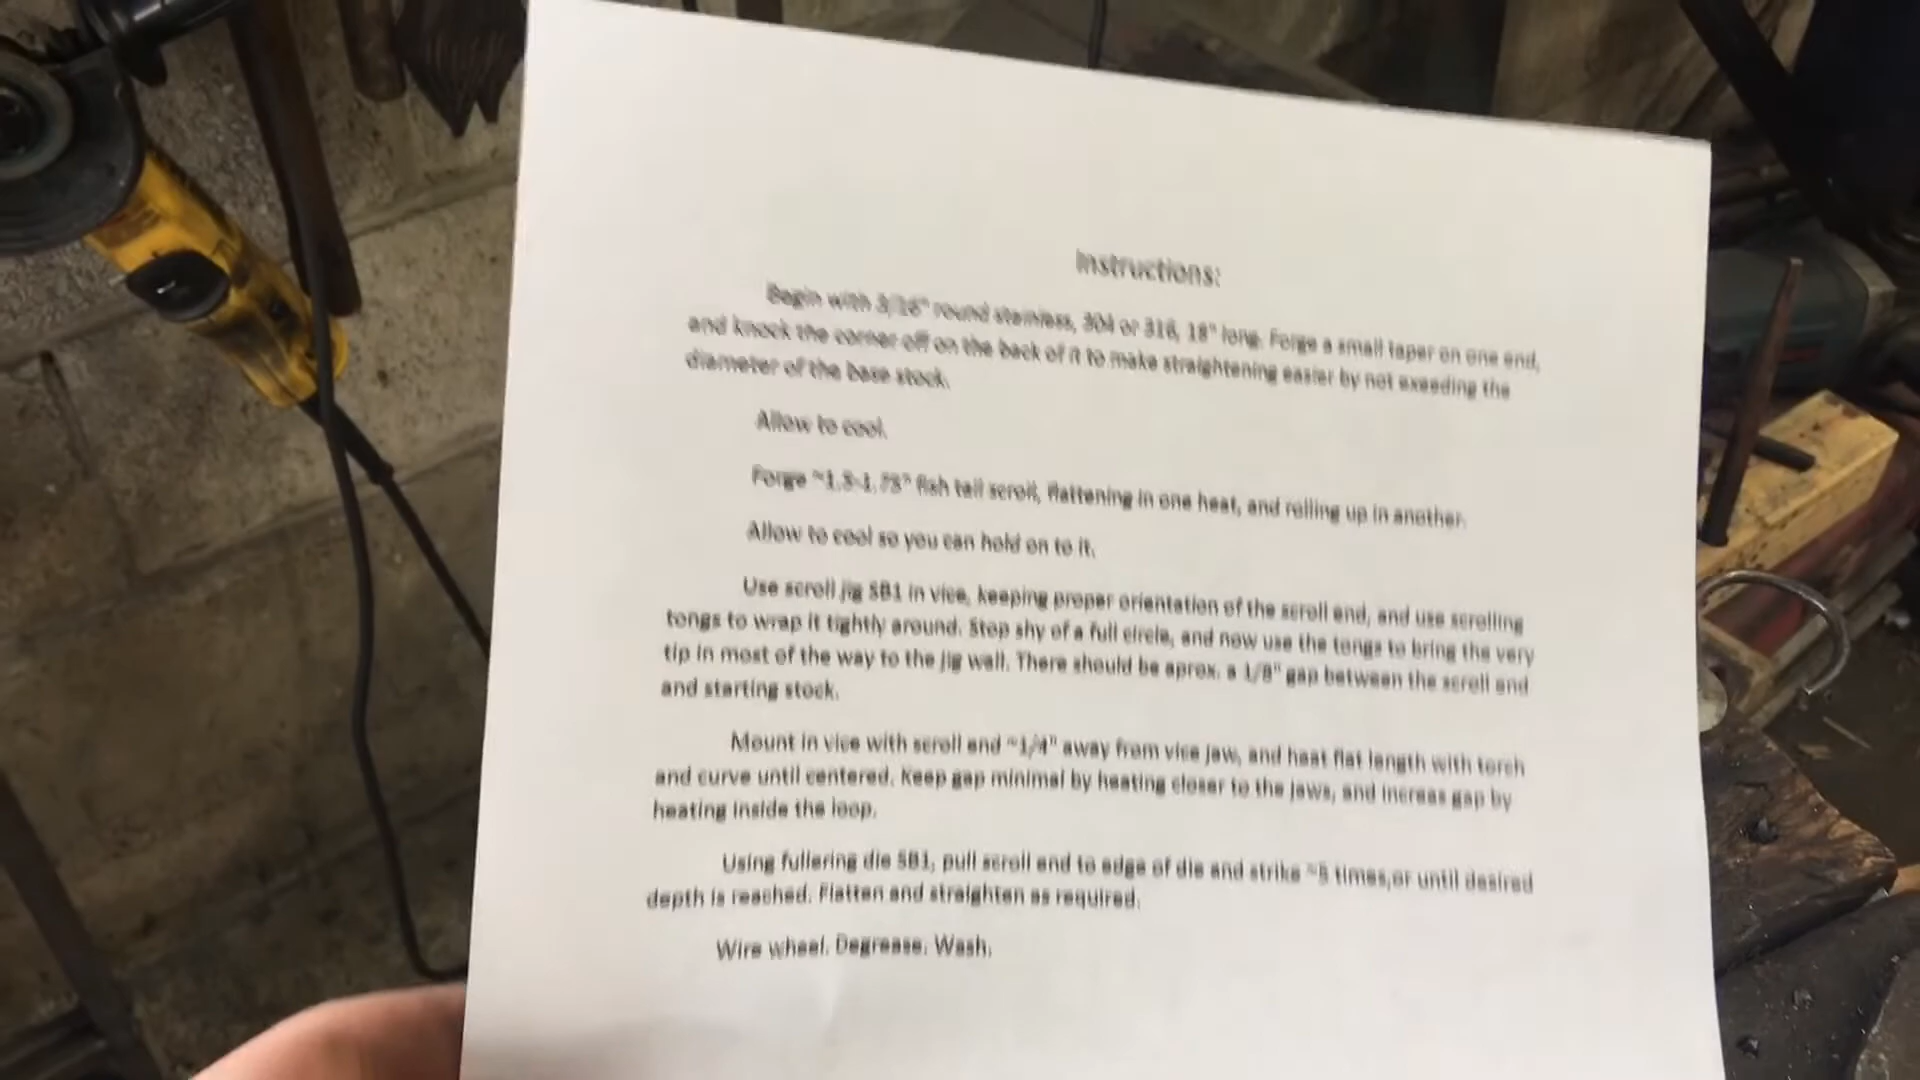 Instructions:
Begin with 3/16" round stainless, 304 or 316, 18" long. Forge a small taper on one end,
and knock the corner off on the back of it to make straightening easier by not exeeding the
diameter of the base stock.
Allow to cool.
Forge ~1.5-1.75" fish tail scroll, flattening in one heat, and rolling up in another.
Allow to cool so you can hold on to it.
Use scroll jig SB1 in vice, keeping proper orientation of the scroll end, and use scrolling
tongs to wrap it tightly around. Stop shy of a full circle, and now use the tongs to bring the very
tip in most of the way to the jig wall. There should be aprox. a 1/8" gap between the scroll end
and starting stock.
Mount in vice with scroll end ~1/4" away from vice jaw, and heat flat length with torch
and curve until centered. Keep gap minimal by heating closer to the jaws, and increas gap by
heating inside the loop.
Using fullering die SB1, pull scroll end to edge of die and strike ~5 times,or until desired
depth is reached. Flatten and straighten as required.
Wire wheel. Degrease. Wash.